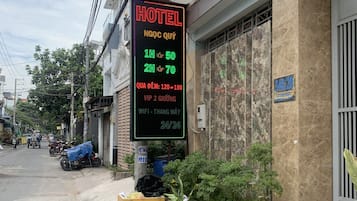 HOTEL
NGỌC QUÝ
1H 50
2H 70
QUA ĐÊM: 120 - 150
VIP 2 GIƯỜNG
WIFI - THANG MÁY
24/24